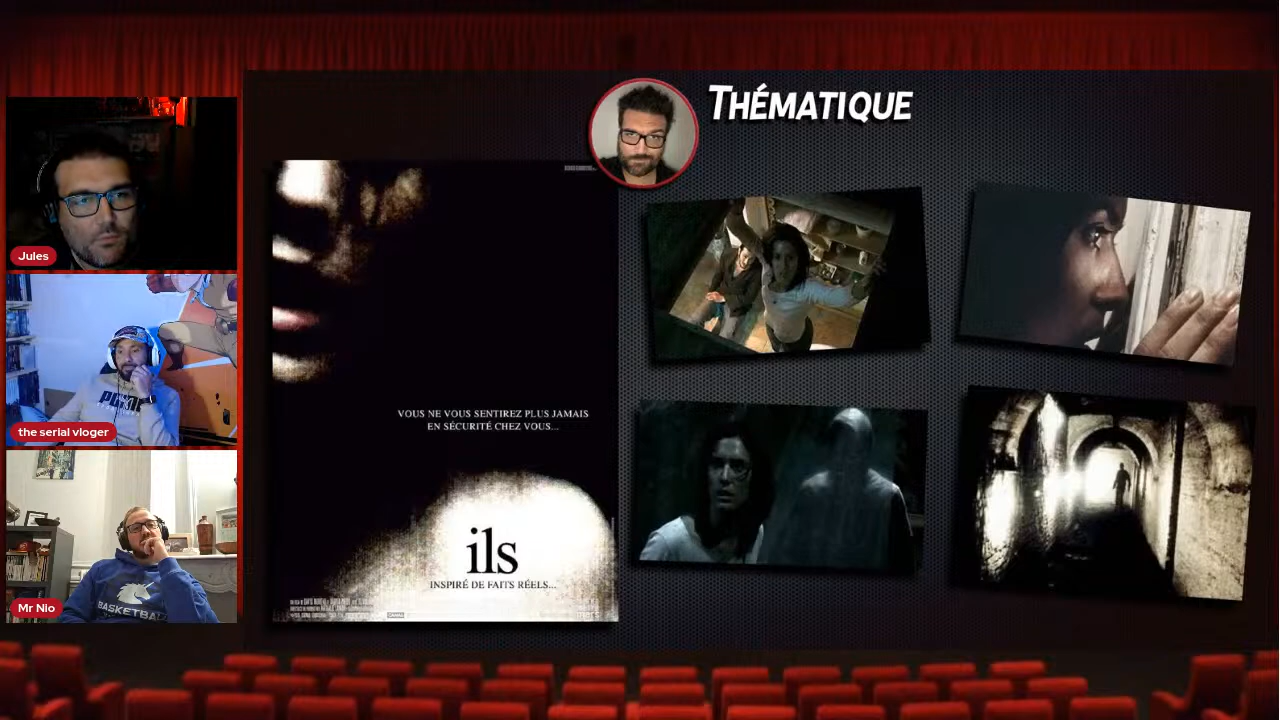 THÉMATIQUE
Jules
the serial vloger
Mr Nio
BASKETBALL
VOUS NE VOUS SENTIREZ PLUS JAMAIS
EN SÉCURITÉ CHEZ VOUS...
ils
INSPIRÉ DE FAITS RÉELS...